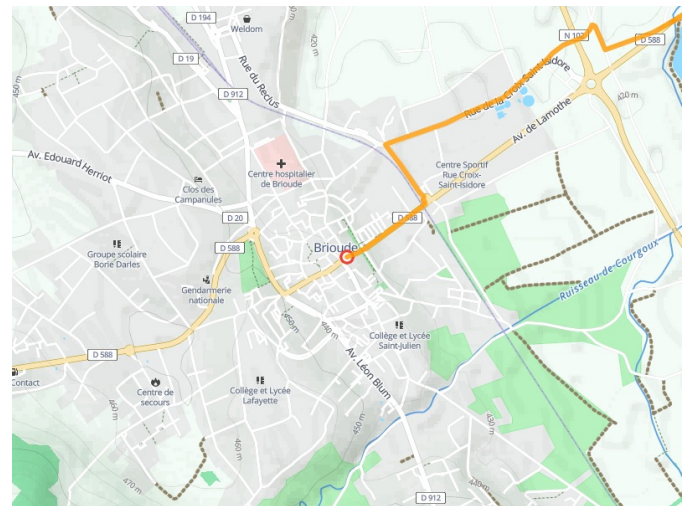 D 194
Weldom
420 m
450 m
D 19
Rue du Reclus
N 102
D 588
D 912
Rue de la Croix Saint-Isidore
420 m
Av. de Lamothe
Av. Edouard Herriot
Centre hospitalier
de Brioude
Centre Sportif
Rue Croix-
Saint-Isidore
Clos des
Campanules
D 20
D 588
Groupe scolaire
Borie Darles
D 588
Brioude
Ruisseau de Courgoux
Gendarmerie
nationale
450 m
440 m
Collège et Lycée
Saint-Julien
D 588
Av. Léon Blum
Contact
Centre de
secours
Collège et Lycée
Lafayette
460 m
460 m
450 m
430 m
470 m
440 m
D 912